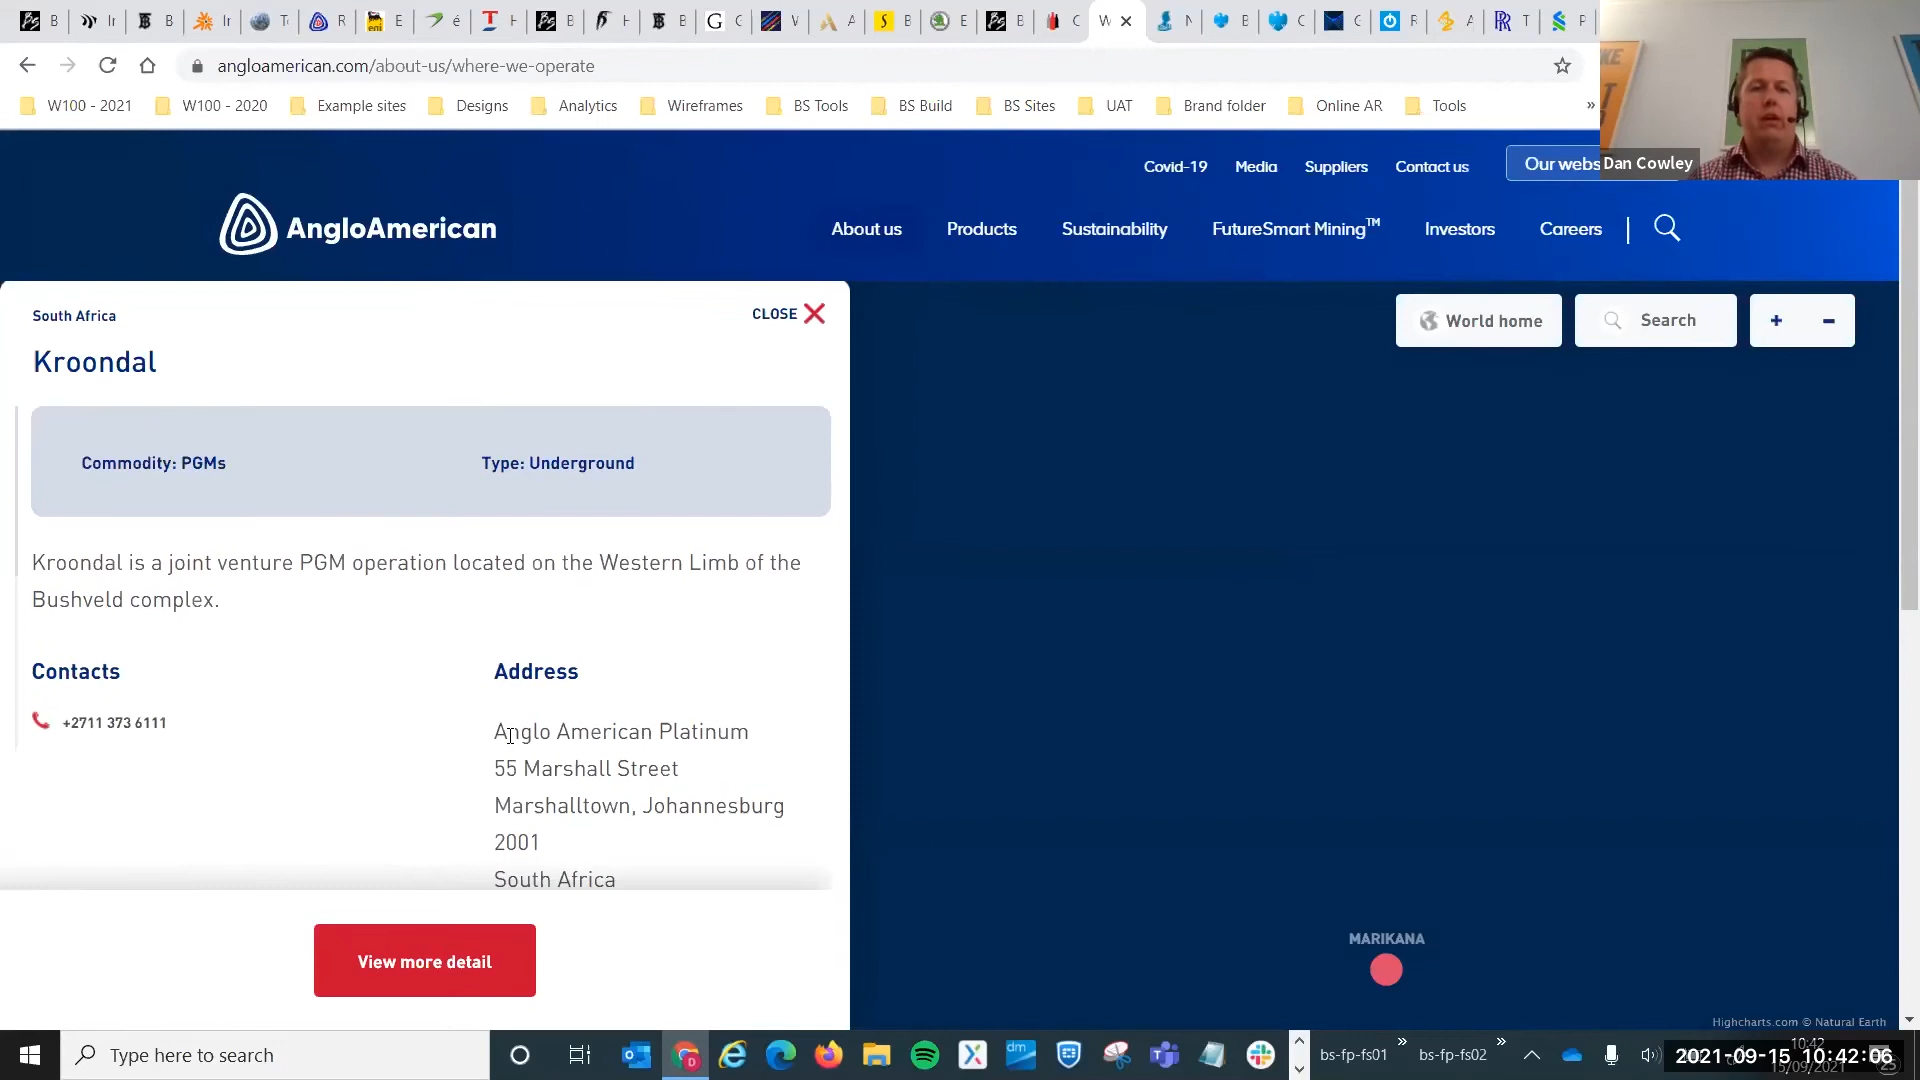 angloamerican.com/about-us/where-we-operate
W100 - 2021
W100 - 2020
Example sites
Designs
Analytics
Wireframes
BS Tools
BS Build
BS Sites
UAT
Brand folder
Online AR
Tools
»
Dan Cowley
Covid-19
Media
Suppliers
Contact us
Our webs
AngloAmerican
About us
Products
Sustainability
FutureSmart Mining™
Investors
Careers
South Africa
CLOSE
Kroondal
World home
Search
+
-
Commodity: PGMs
Type: Underground
Kroondal is a joint venture PGM operation located on the Western Limb of the
Bushveld complex.
Contacts
Address
+2711 373 6111
Anglo American Platinum
55 Marshall Street
Marshalltown, Johannesburg
2001
South Africa
View more detail
MARIKANA
Highcharts.com © Natural Earth
Type here to search
bs-fp-fs01
»
bs-fp-fs02
»
10:42
15/09/2021
2021-09-15 10:42:06